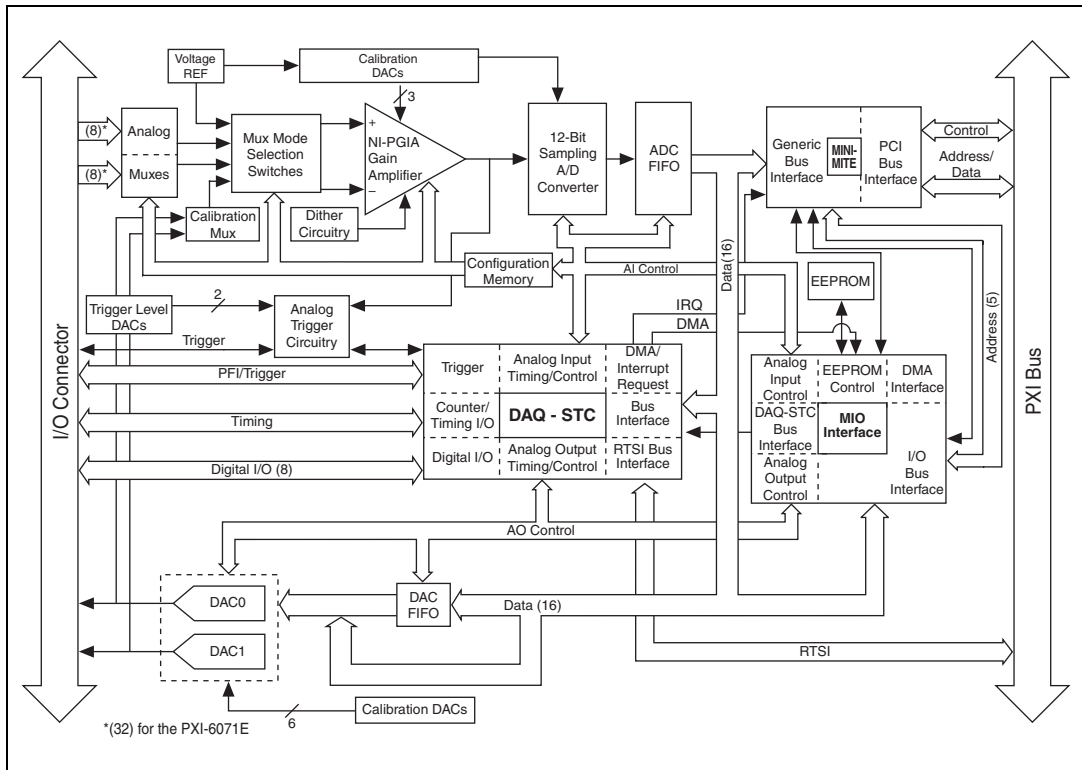 Voltage
REF
Calibration
DACs
3
(8)*
(8)*
Analog
Muxes
Mux Mode
Selection
Switches
+
NI-PGIA
Gain
Amplifier
–
12-Bit
Sampling
A/D
Converter
ADC
FIFO
Generic
Bus
Interface
MINI-
MITE
PCI
Bus
Interface
Control
Address/
Data
Calibration
Mux
Dither
Circuitry
Configuration
Memory
AI Control
Data(16)
EEPROM
Address (5)
IRQ
DMA
Trigger Level
DACs
2
Analog
Trigger
Circuitry
Trigger
PFI/Trigger
Timing
Digital I/O (8)
I/O Connector
PXI Bus
Trigger
Analog Input
Timing/Control
DMA/
Interrupt
Request
Counter/
Timing I/O
DAQ - STC
Bus
Interface
Digital I/O
Analog Output
Timing/Control
RTSI Bus
Interface
Analog
Input
Control
EEPROM
Control
DMA
Interface
DAQ-STC
Bus
Interface
MIO
Interface
Analog
Output
Control
I/O
Bus
Interface
AO Control
DAC0
DAC1
DAC
FIFO
Data (16)
RTSI
6
Calibration DACs
*(32) for the PXI-6071E